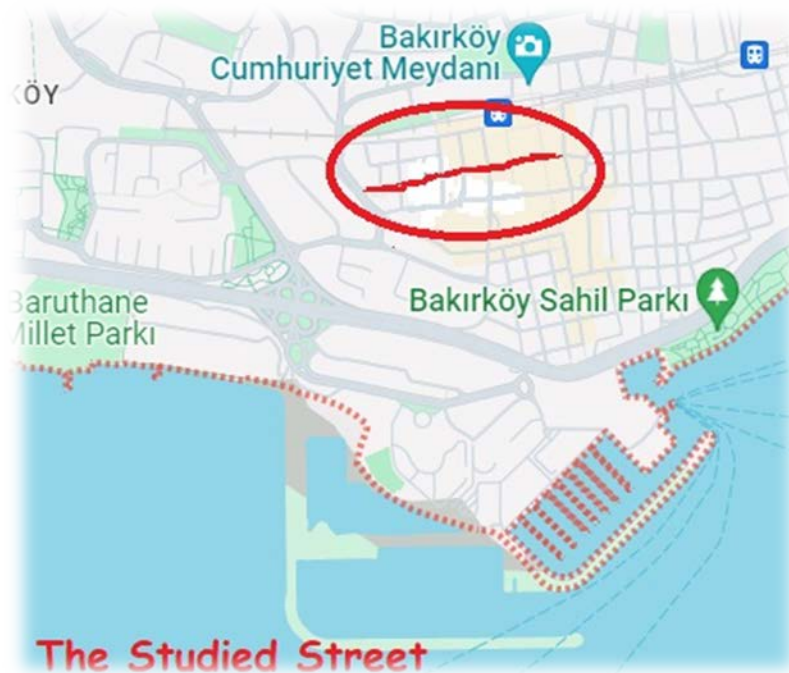 Bakırköy
Cumhuriyet Meydanı
KÖY
Bakırköy Sahil Parkı
Baruthane
Millet Parkı
The Studied Street